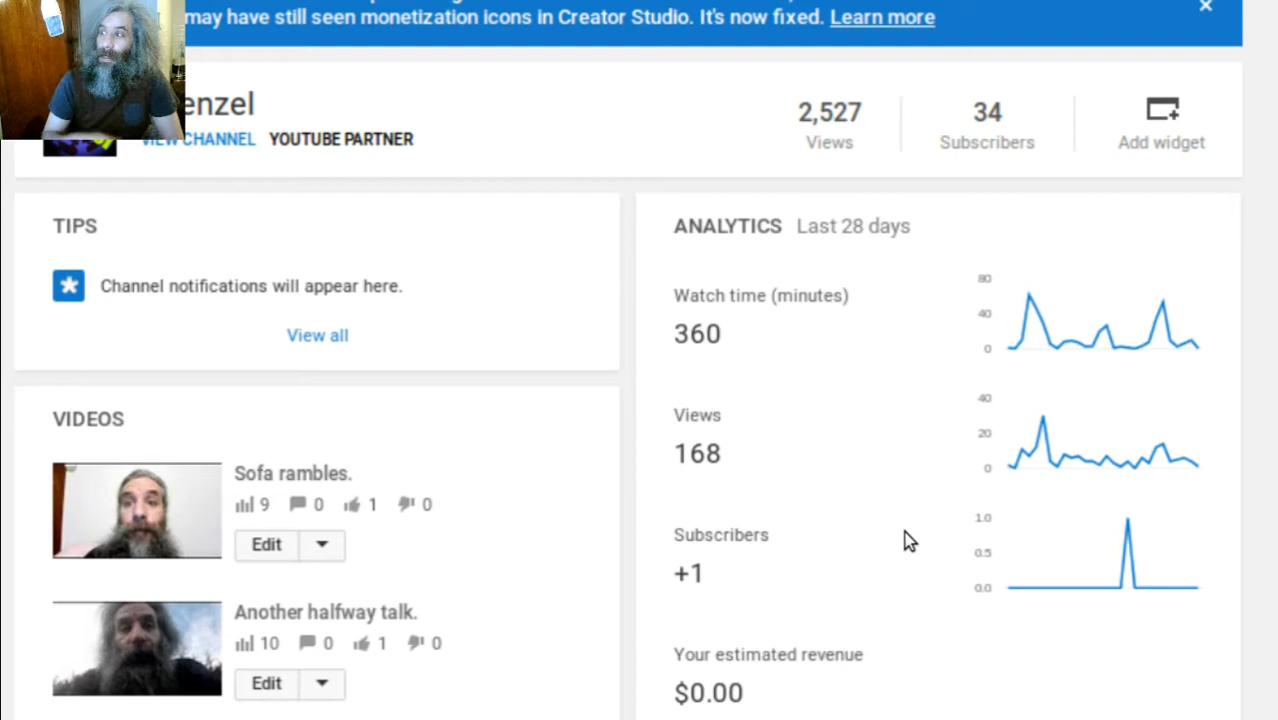 may have still seen monetization icons in Creator Studio. It's now fixed. Learn more
enzel
VIEW CHANNEL YOUTUBE PARTNER
2,527
Views
34
Subscribers
Add widget
TIPS
Channel notifications will appear here.
View all
VIDEOS
Sofa rambles.
9 0 1 0
Edit
Another halfway talk.
10 0 1 0
Edit
ANALYTICS Last 28 days
Watch time (minutes)
360
80
40
0
Views
168
40
20
0
Subscribers
+1
1.0
0.5
0.0
Your estimated revenue
$0.00